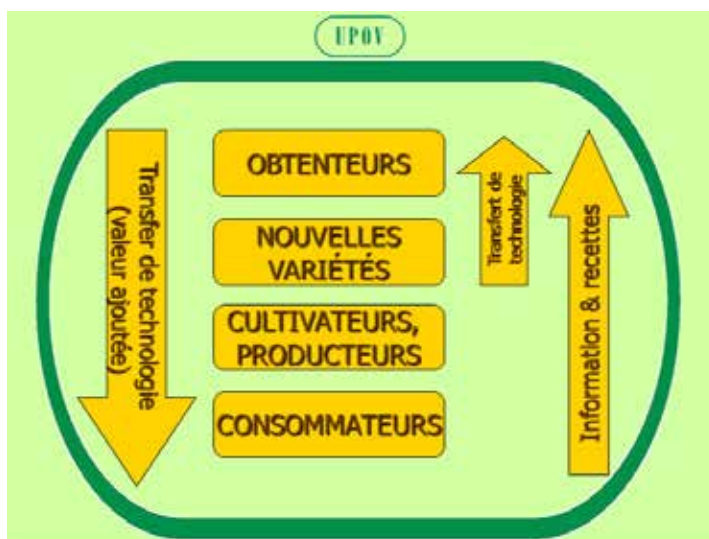 UPOV
Transfer de technologie
(valeur ajoutée)
OBTENTEURS
NOUVELLES
VARIÉTÉS
CULTIVATEURS,
PRODUCTEURS
CONSOMMATEURS
Transfert de
technologie
Information & recettes